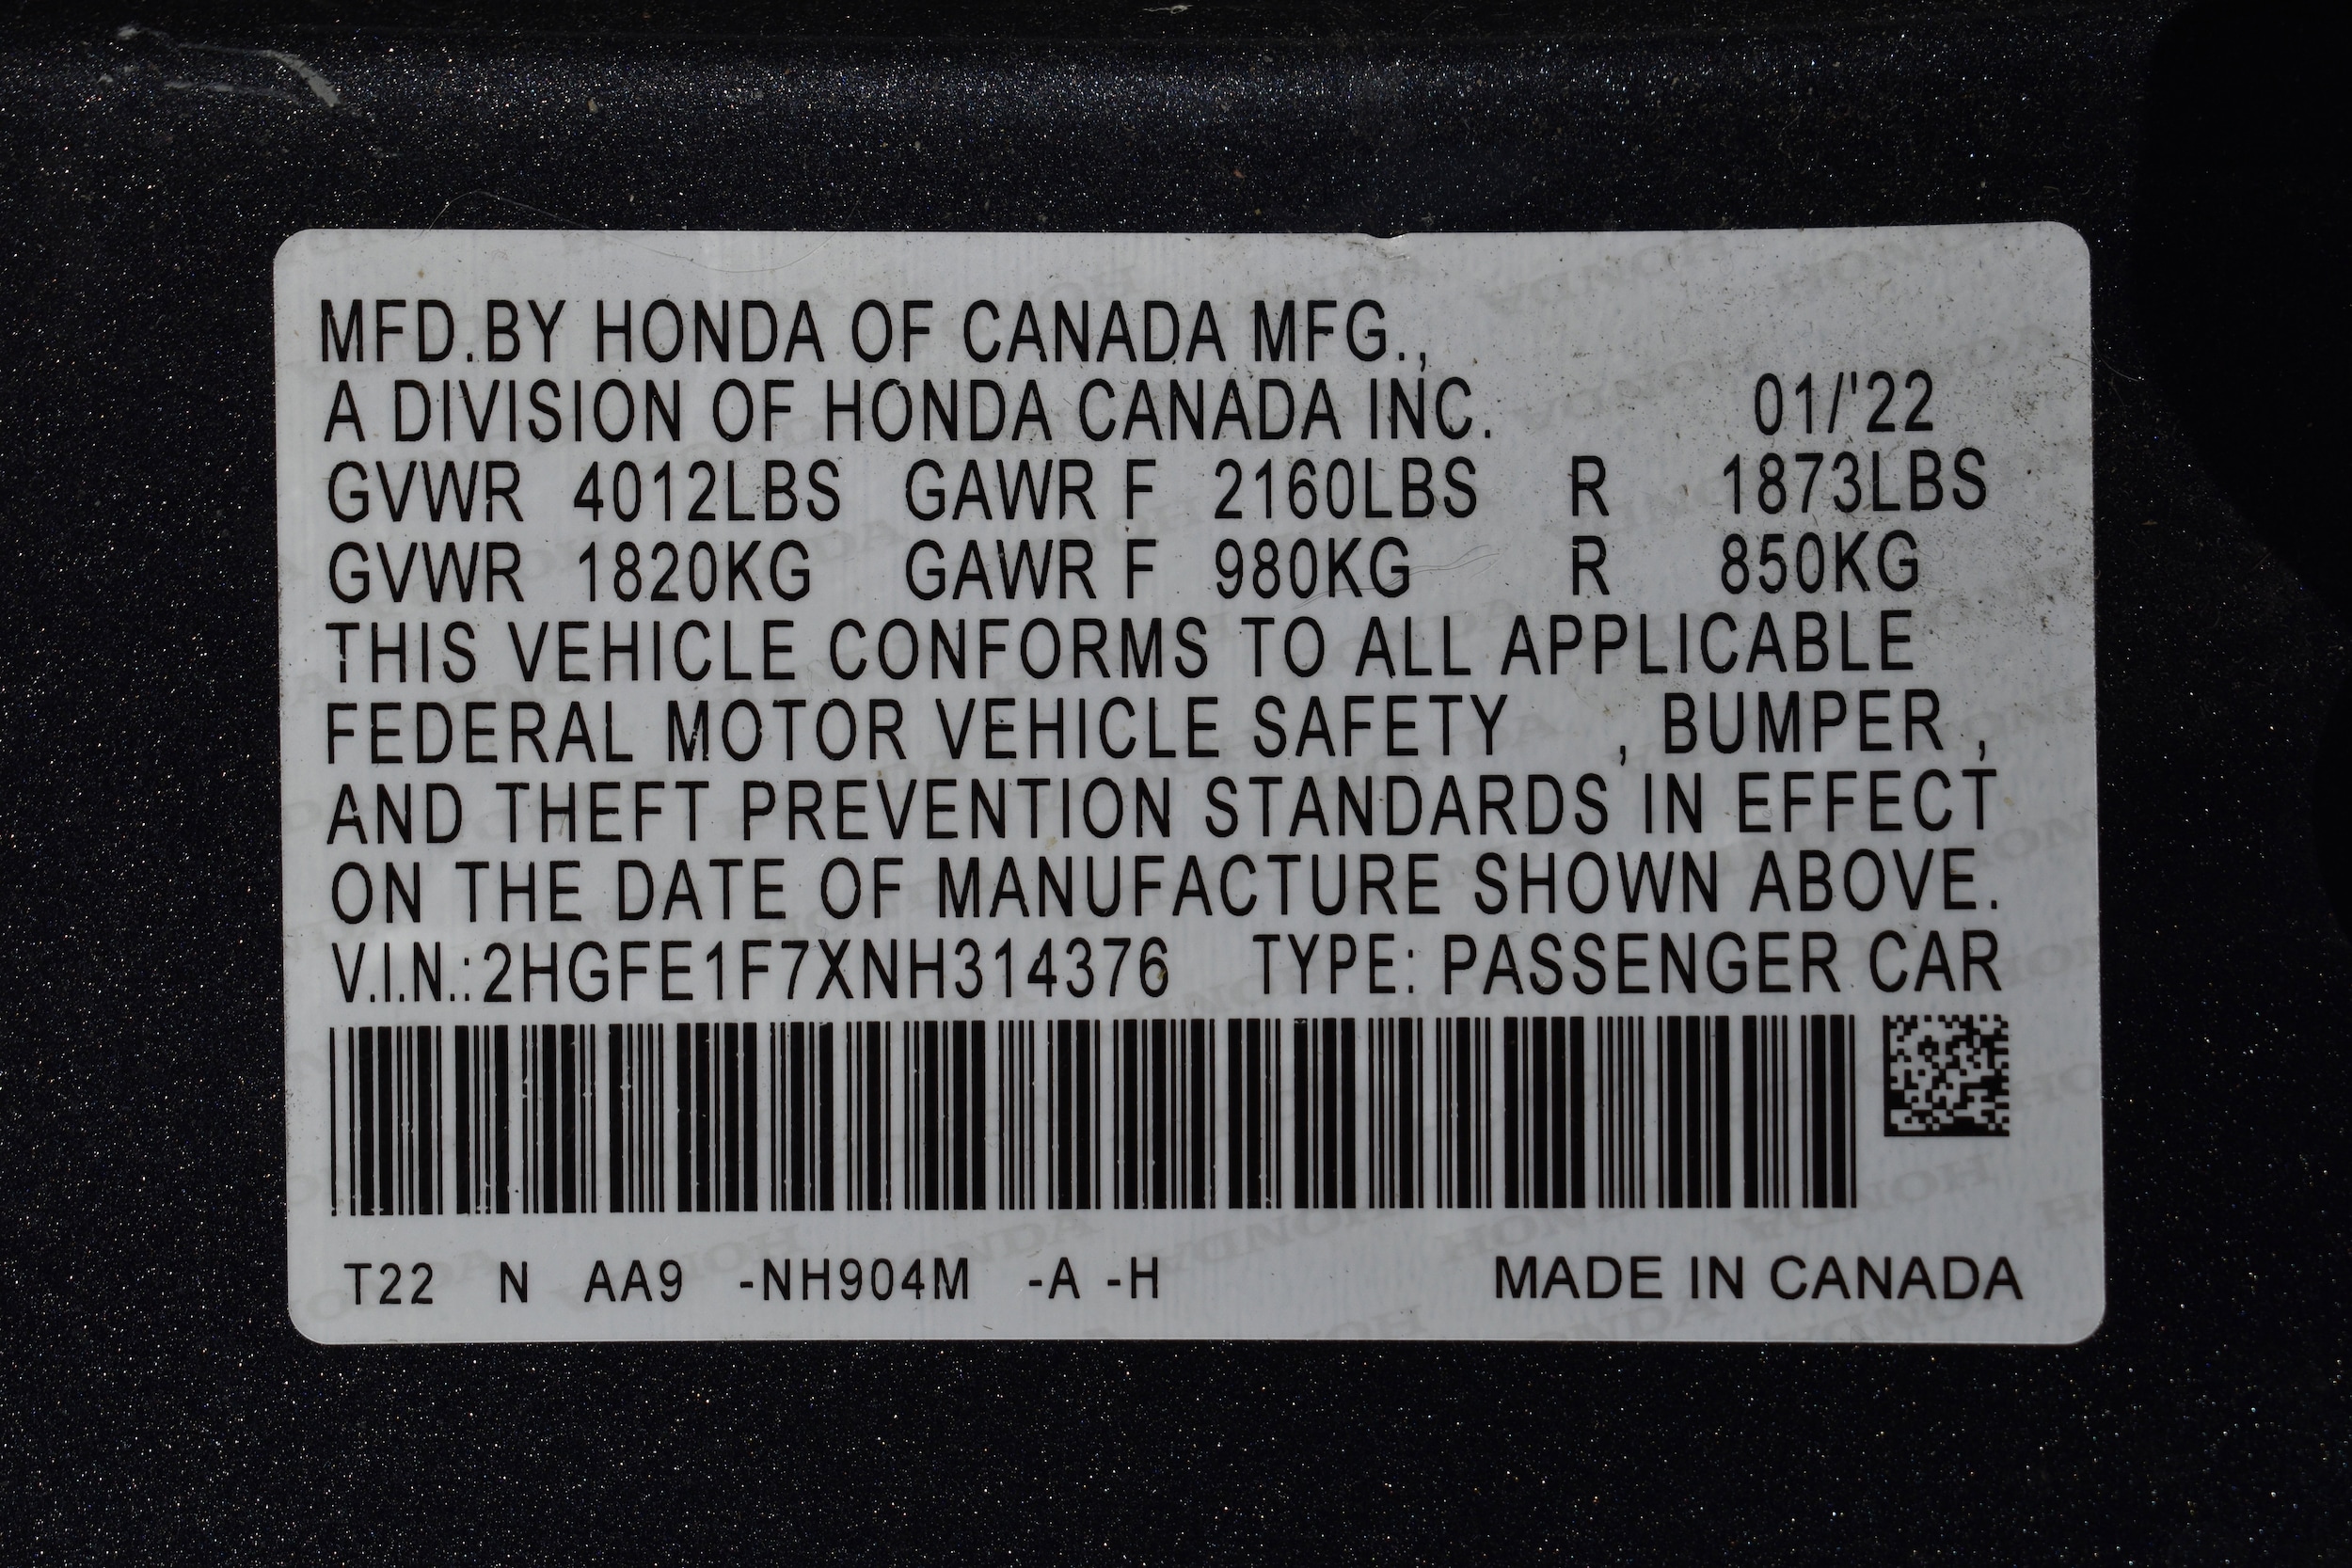 MFD.BY HONDA OF CANADA MFG.,
A DIVISION OF HONDA CANADA INC. 01/'22
GVWR 4012LBS GAWR F 2160LBS R 1873LBS
GVWR 1820KG GAWR F 980KG R 850KG
THIS VEHICLE CONFORMS TO ALL APPLICABLE
FEDERAL MOTOR VEHICLE SAFETY , BUMPER ,
AND THEFT PREVENTION STANDARDS IN EFFECT
ON THE DATE OF MANUFACTURE SHOWN ABOVE.
V.I.N.:2HGFE1F7XNH314376 TYPE: PASSENGER CAR
T22 N AA9 -NH904M -A -H MADE IN CANADA